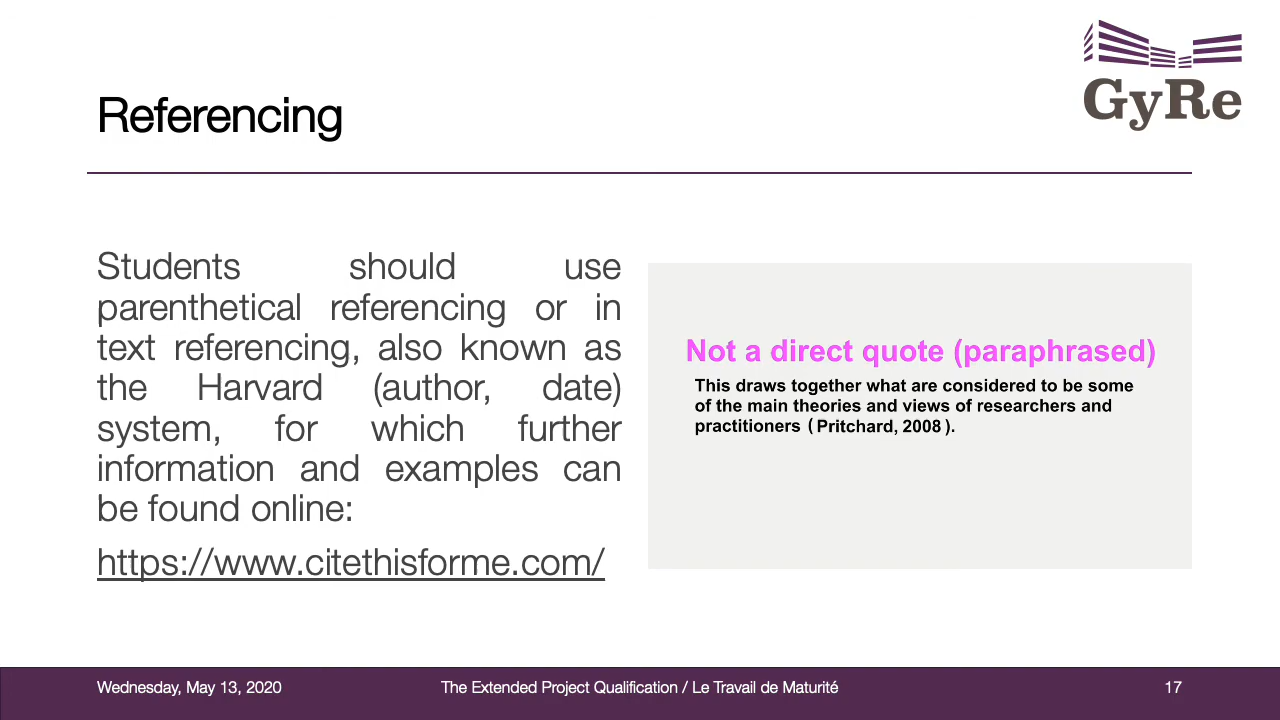 GyRe
Referencing
Students should use
parenthetical referencing or in
text referencing, also known as
the Harvard (author, date)
system, for which further
information and examples can
be found online:
https://www.citethisforme.com/
Not a direct quote (paraphrased)
This draws together what are considered to be some
of the main theories and views of researchers and
practitioners (Pritchard, 2008).
Wednesday, May 13, 2020
The Extended Project Qualification / Le Travail de Maturité
17